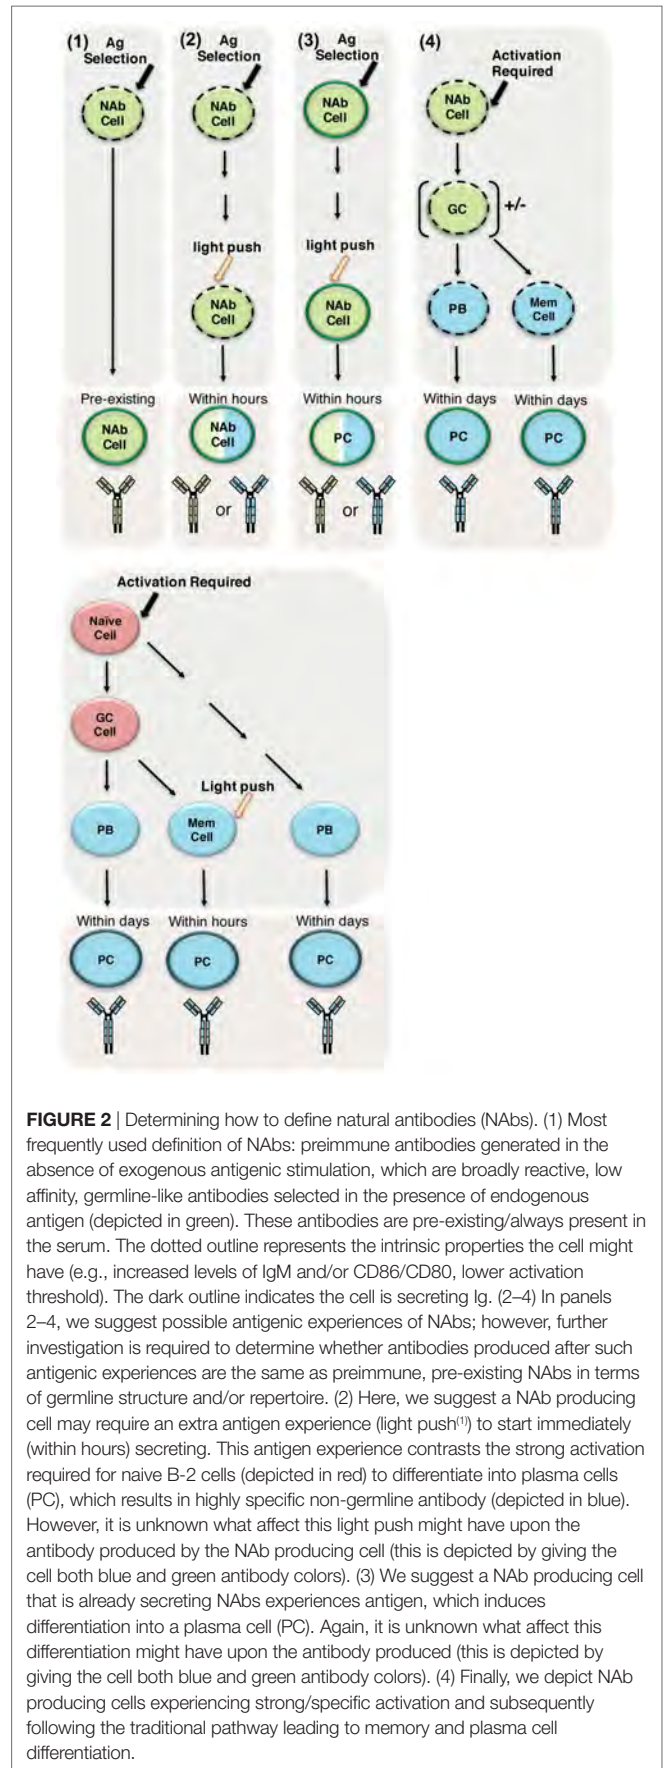 (1) Ag Selection
(2) Ag Selection
(3) Ag Selection
(4) Activation Required
NAb Cell
NAb Cell
NAb Cell
NAb Cell
GC
+/-
light push
light push
NAb Cell
NAb Cell
PB
Mem Cell
Pre-existing
Within hours
Within hours
Within days
Within days
NAb Cell
NAb Cell
PC
PC
PC
or
or
Activation Required
Naïve Cell
GC Cell
Light push
PB
Mem Cell
PB
Within days
Within hours
Within days
PC
PC
PC
FIGURE 2 | Determining how to define natural antibodies (NAbs). (1) Most
frequently used definition of NAbs: preimmune antibodies generated in the
absence of exogenous antigenic stimulation, which are broadly reactive, low
affinity, germline-like antibodies selected in the presence of endogenous
antigen (depicted in green). These antibodies are pre-existing/always present in
the serum. The dotted outline represents the intrinsic properties the cell might
have (e.g., increased levels of IgM and/or CD86/CD80, lower activation
threshold). The dark outline indicates the cell is secreting Ig. (2–4) In panels
2–4, we suggest possible antigenic experiences of NAbs; however, further
investigation is required to determine whether antibodies produced after such
antigenic experiences are the same as preimmune, pre-existing NAbs in terms
of germline structure and/or repertoire. (2) Here, we suggest a NAb producing
cell may require an extra antigen experience (light push(1)) to start immediately
(within hours) secreting. This antigen experience contrasts the strong activation
required for naive B-2 cells (depicted in red) to differentiate into plasma cells
(PC), which results in highly specific non-germline antibody (depicted in blue).
However, it is unknown what affect this light push might have upon the
antibody produced by the NAb producing cell (this is depicted by giving the
cell both blue and green antibody colors). (3) We suggest a NAb producing cell
that is already secreting NAbs experiences antigen, which induces
differentiation into a plasma cell (PC). Again, it is unknown what affect this
differentiation might have upon the antibody produced (this is depicted by
giving the cell both blue and green antibody colors). (4) Finally, we depict NAb
producing cells experiencing strong/specific activation and subsequently
following the traditional pathway leading to memory and plasma cell
differentiation.